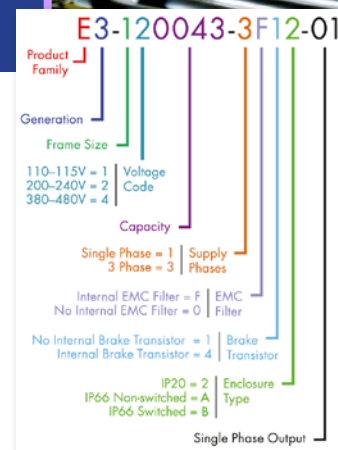 E3-120043-3F12-01
Product
Family
Generation
Frame Size
110–115V = 1
200–240V = 2
380–480V = 4
Voltage
Code
Capacity
Single Phase = 1
3 Phase = 3
Supply
Phases
Internal EMC Filter = F
No Internal EMC Filter = 0
EMC
Filter
No Internal Brake Transistor = 1
Internal Brake Transistor = 4
Brake
Transistor
IP20 = 2
IP66 Non-switched = A
IP66 Switched = B
Enclosure
Type
Single Phase Output